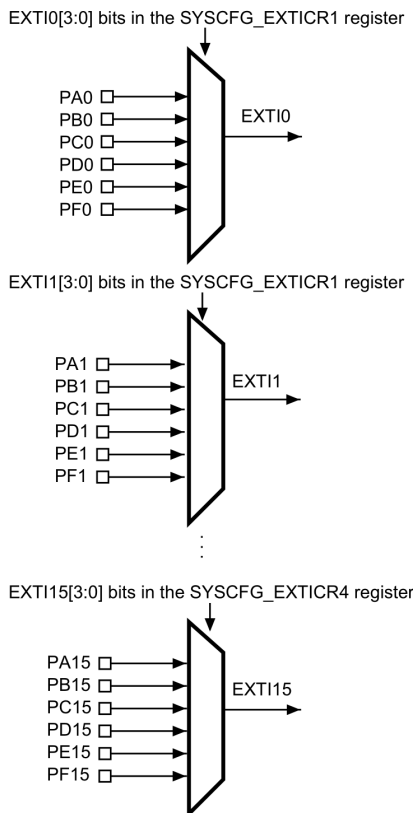 EXTI0[3:0] bits in the SYSCFG_EXTICR1 register
PA0
PB0
PC0
PD0
PE0
PF0
EXTI0
EXTI1[3:0] bits in the SYSCFG_EXTICR1 register
PA1
PB1
PC1
PD1
PE1
PF1
EXTI1
EXTI15[3:0] bits in the SYSCFG_EXTICR4 register
PA15
PB15
PC15
PD15
PE15
PF15
EXTI15